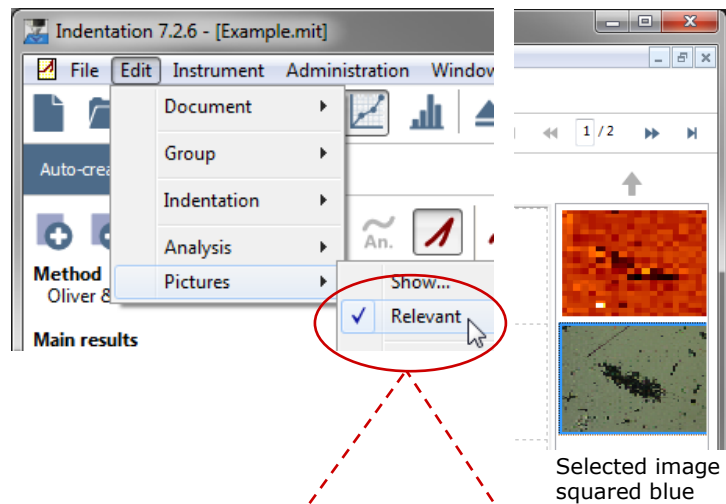 Indentation 7.2.6 - [Example.mit]
File Edit Instrument Administration Window
Document
Group
Indentation
Analysis
Pictures
Show...
Relevant
Auto-crea
An.
Method
Oliver &
Main results
1 / 2
Selected image
squared blue